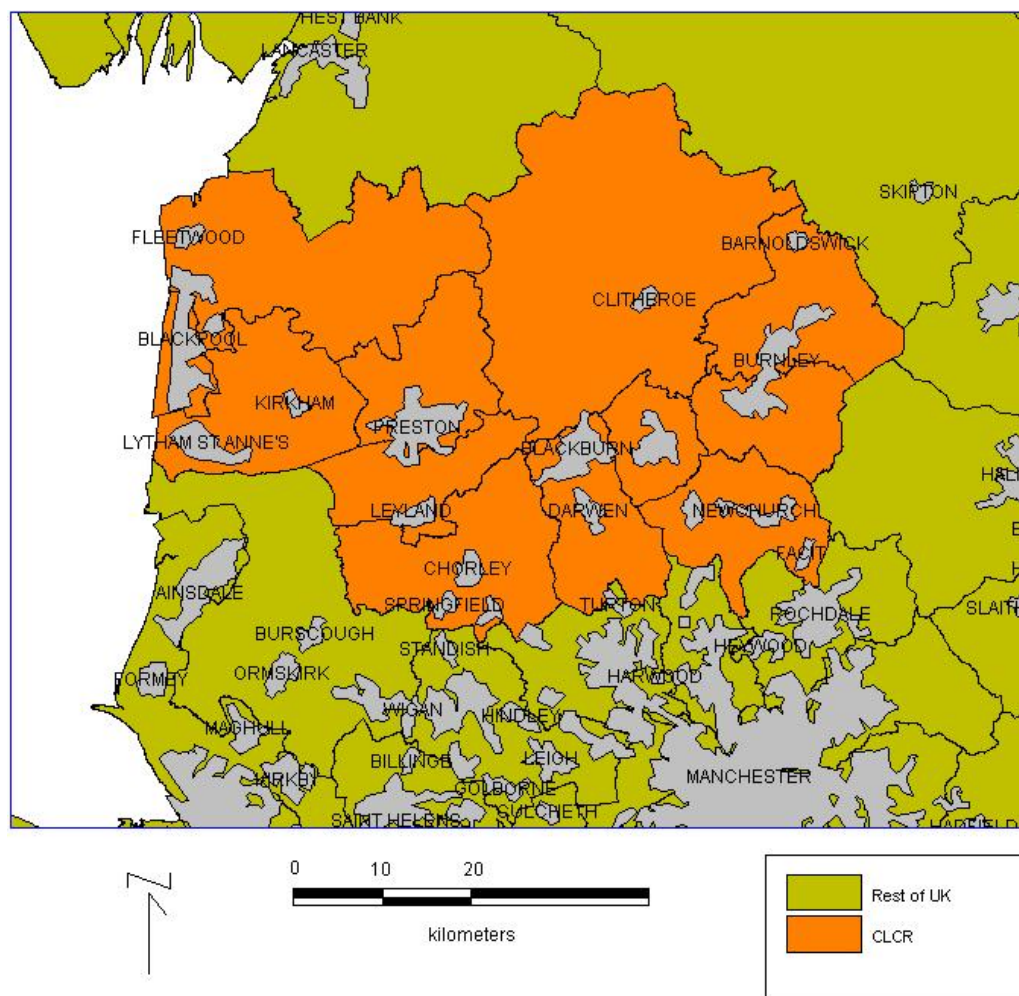 HEST BANK
LANCASTER
SKIPTON
FLEETWOOD
BARNOLDSWICK
CLITHEROE
BLACKPOOL
BURNLEY
KIRKHAM
PRESTON
LYTHAM ST.ANNE'S
BLACKBURN
HAL
LEYLAND
DARWEN
NEWCHURCH
FACIT
CHORLEY
AINSDALE
SPRINGFIELD
TURTON
ROCHDALE
SLAITH
BURSCOUGH
STANDISH
HEYWOOD
FORMBY
ORMSKIRK
HARWOOD
WIGAN
HINDLEY
MAGHULL
BILLINGE
LEIGH
KIRKBY
MANCHESTER
GOLBORNE
CULCHETH
SAINT HELENS
HADFIELD
0 10 20
kilometers
Rest of UK
CLCR